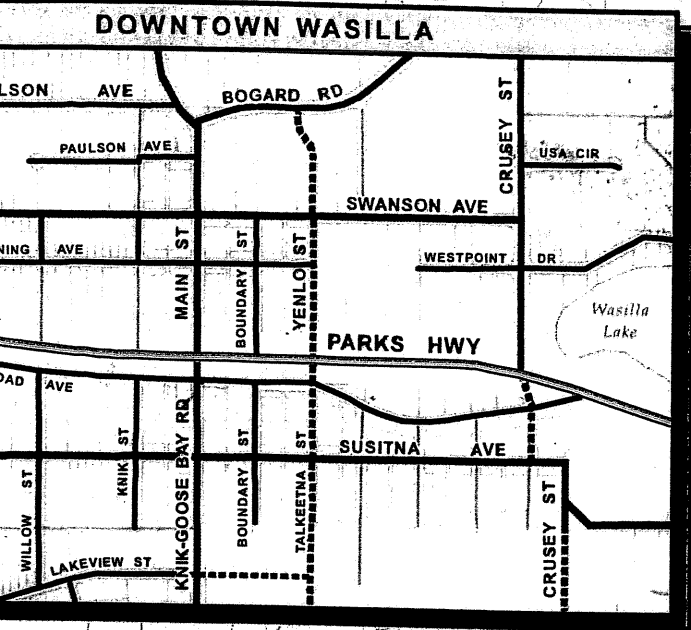 DOWNTOWN WASILLA
LSON AVE
BOGARD RD
CRUSEY ST
PAULSON AVE
USA CIR
SWANSON AVE
NING AVE
MAIN ST
BOUNDARY ST
YENLO ST
WESTPOINT DR
Wasilla
Lake
PARKS HWY
OAD AVE
SUSITNA AVE
WILLOW ST
KNIK ST
KNIK-GOOSE BAY RD
BOUNDARY ST
TALKEETNA ST
CRUSEY ST
LAKEVIEW ST